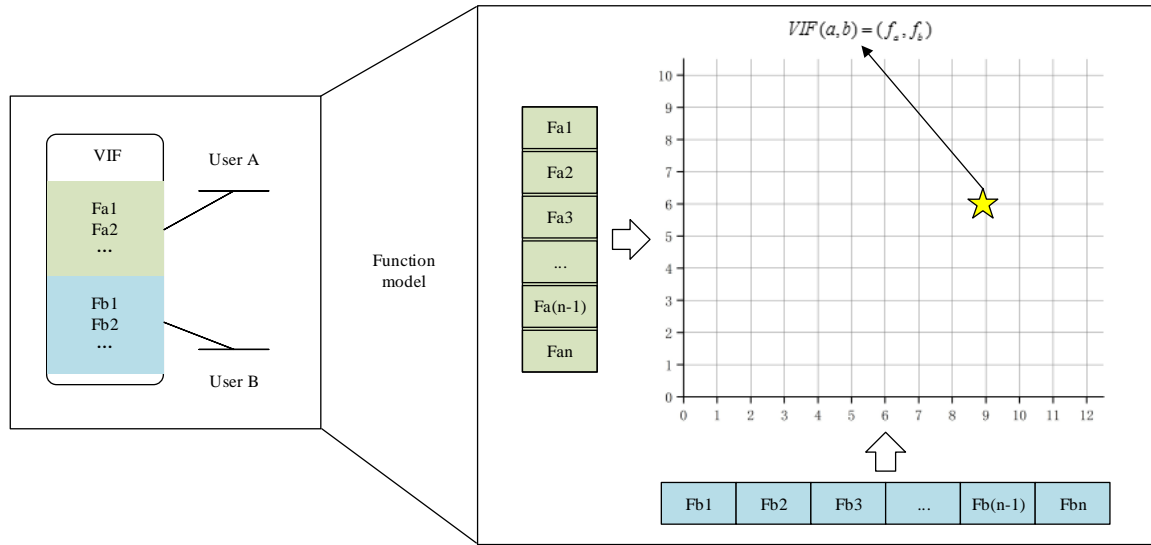 VIF
Fa1
Fa2
...
Fb1
Fb2
...
User A
User B
Function
model
Fa1
Fa2
Fa3
...
Fa(n-1)
Fan
VIF(a,b)=(fₐ,f_b)
10
9
8
7
6
5
4
3
2
1
0
0 1 2 3 4 5 6 7 8 9 10 11 12
Fb1 Fb2 Fb3 ... Fb(n-1) Fbn